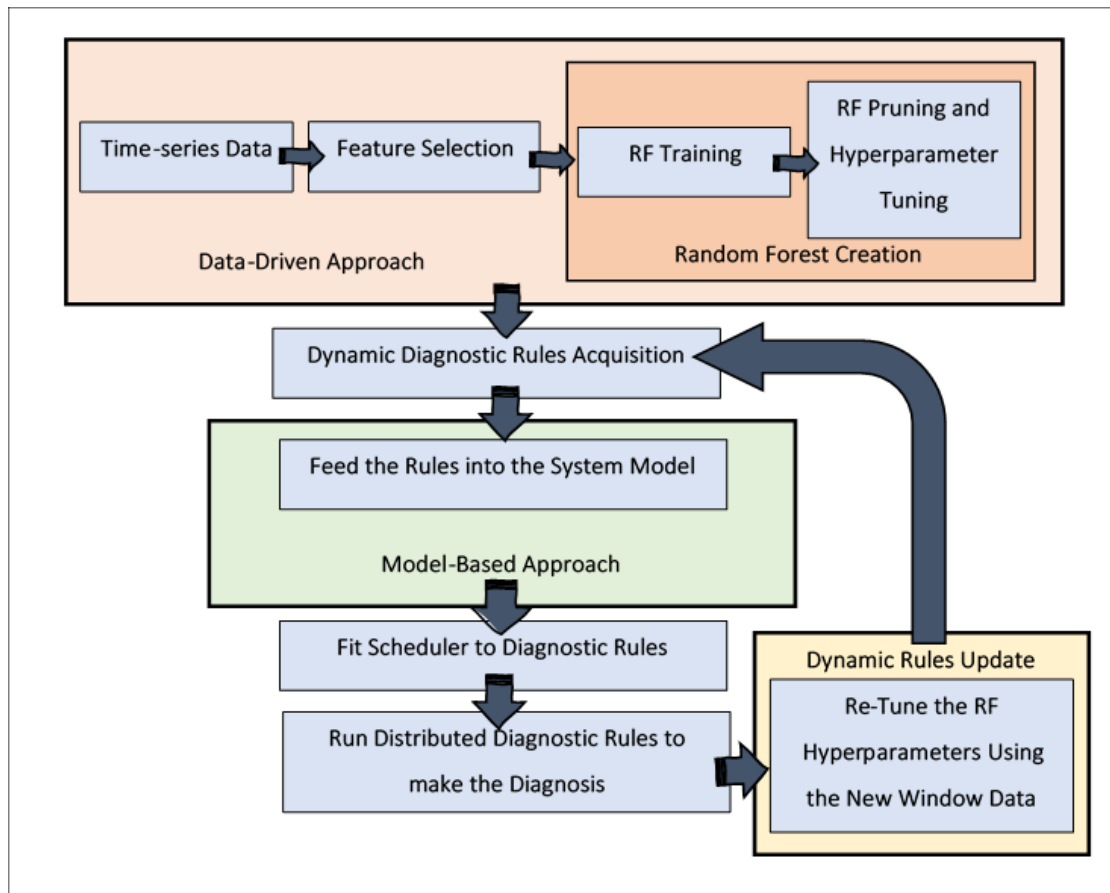 Time-series Data
Feature Selection
RF Training
RF Pruning and
Hyperparameter
Tuning
Data-Driven Approach
Random Forest Creation
Dynamic Diagnostic Rules Acquisition
Feed the Rules into the System Model
Model-Based Approach
Fit Scheduler to Diagnostic Rules
Run Distributed Diagnostic Rules to
make the Diagnosis
Dynamic Rules Update
Re-Tune the RF
Hyperparameters Using
the New Window Data